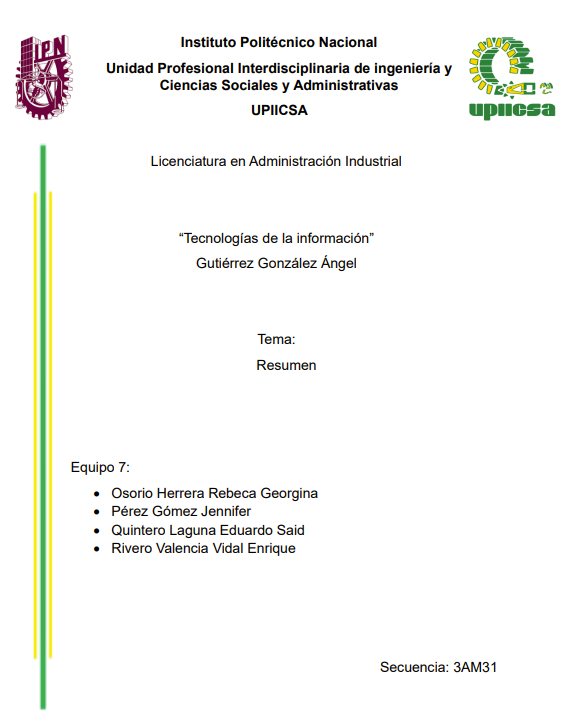 IPN
Instituto Politécnico Nacional
Unidad Profesional Interdisciplinaria de ingeniería y
Ciencias Sociales y Administrativas
UPIICSA
upiicsa
Licenciatura en Administración Industrial
“Tecnologías de la información”
Gutiérrez González Ángel
Tema:
Resumen
Equipo 7:
• Osorio Herrera Rebeca Georgina
• Pérez Gómez Jennifer
• Quintero Laguna Eduardo Said
• Rivero Valencia Vidal Enrique
Secuencia: 3AM31